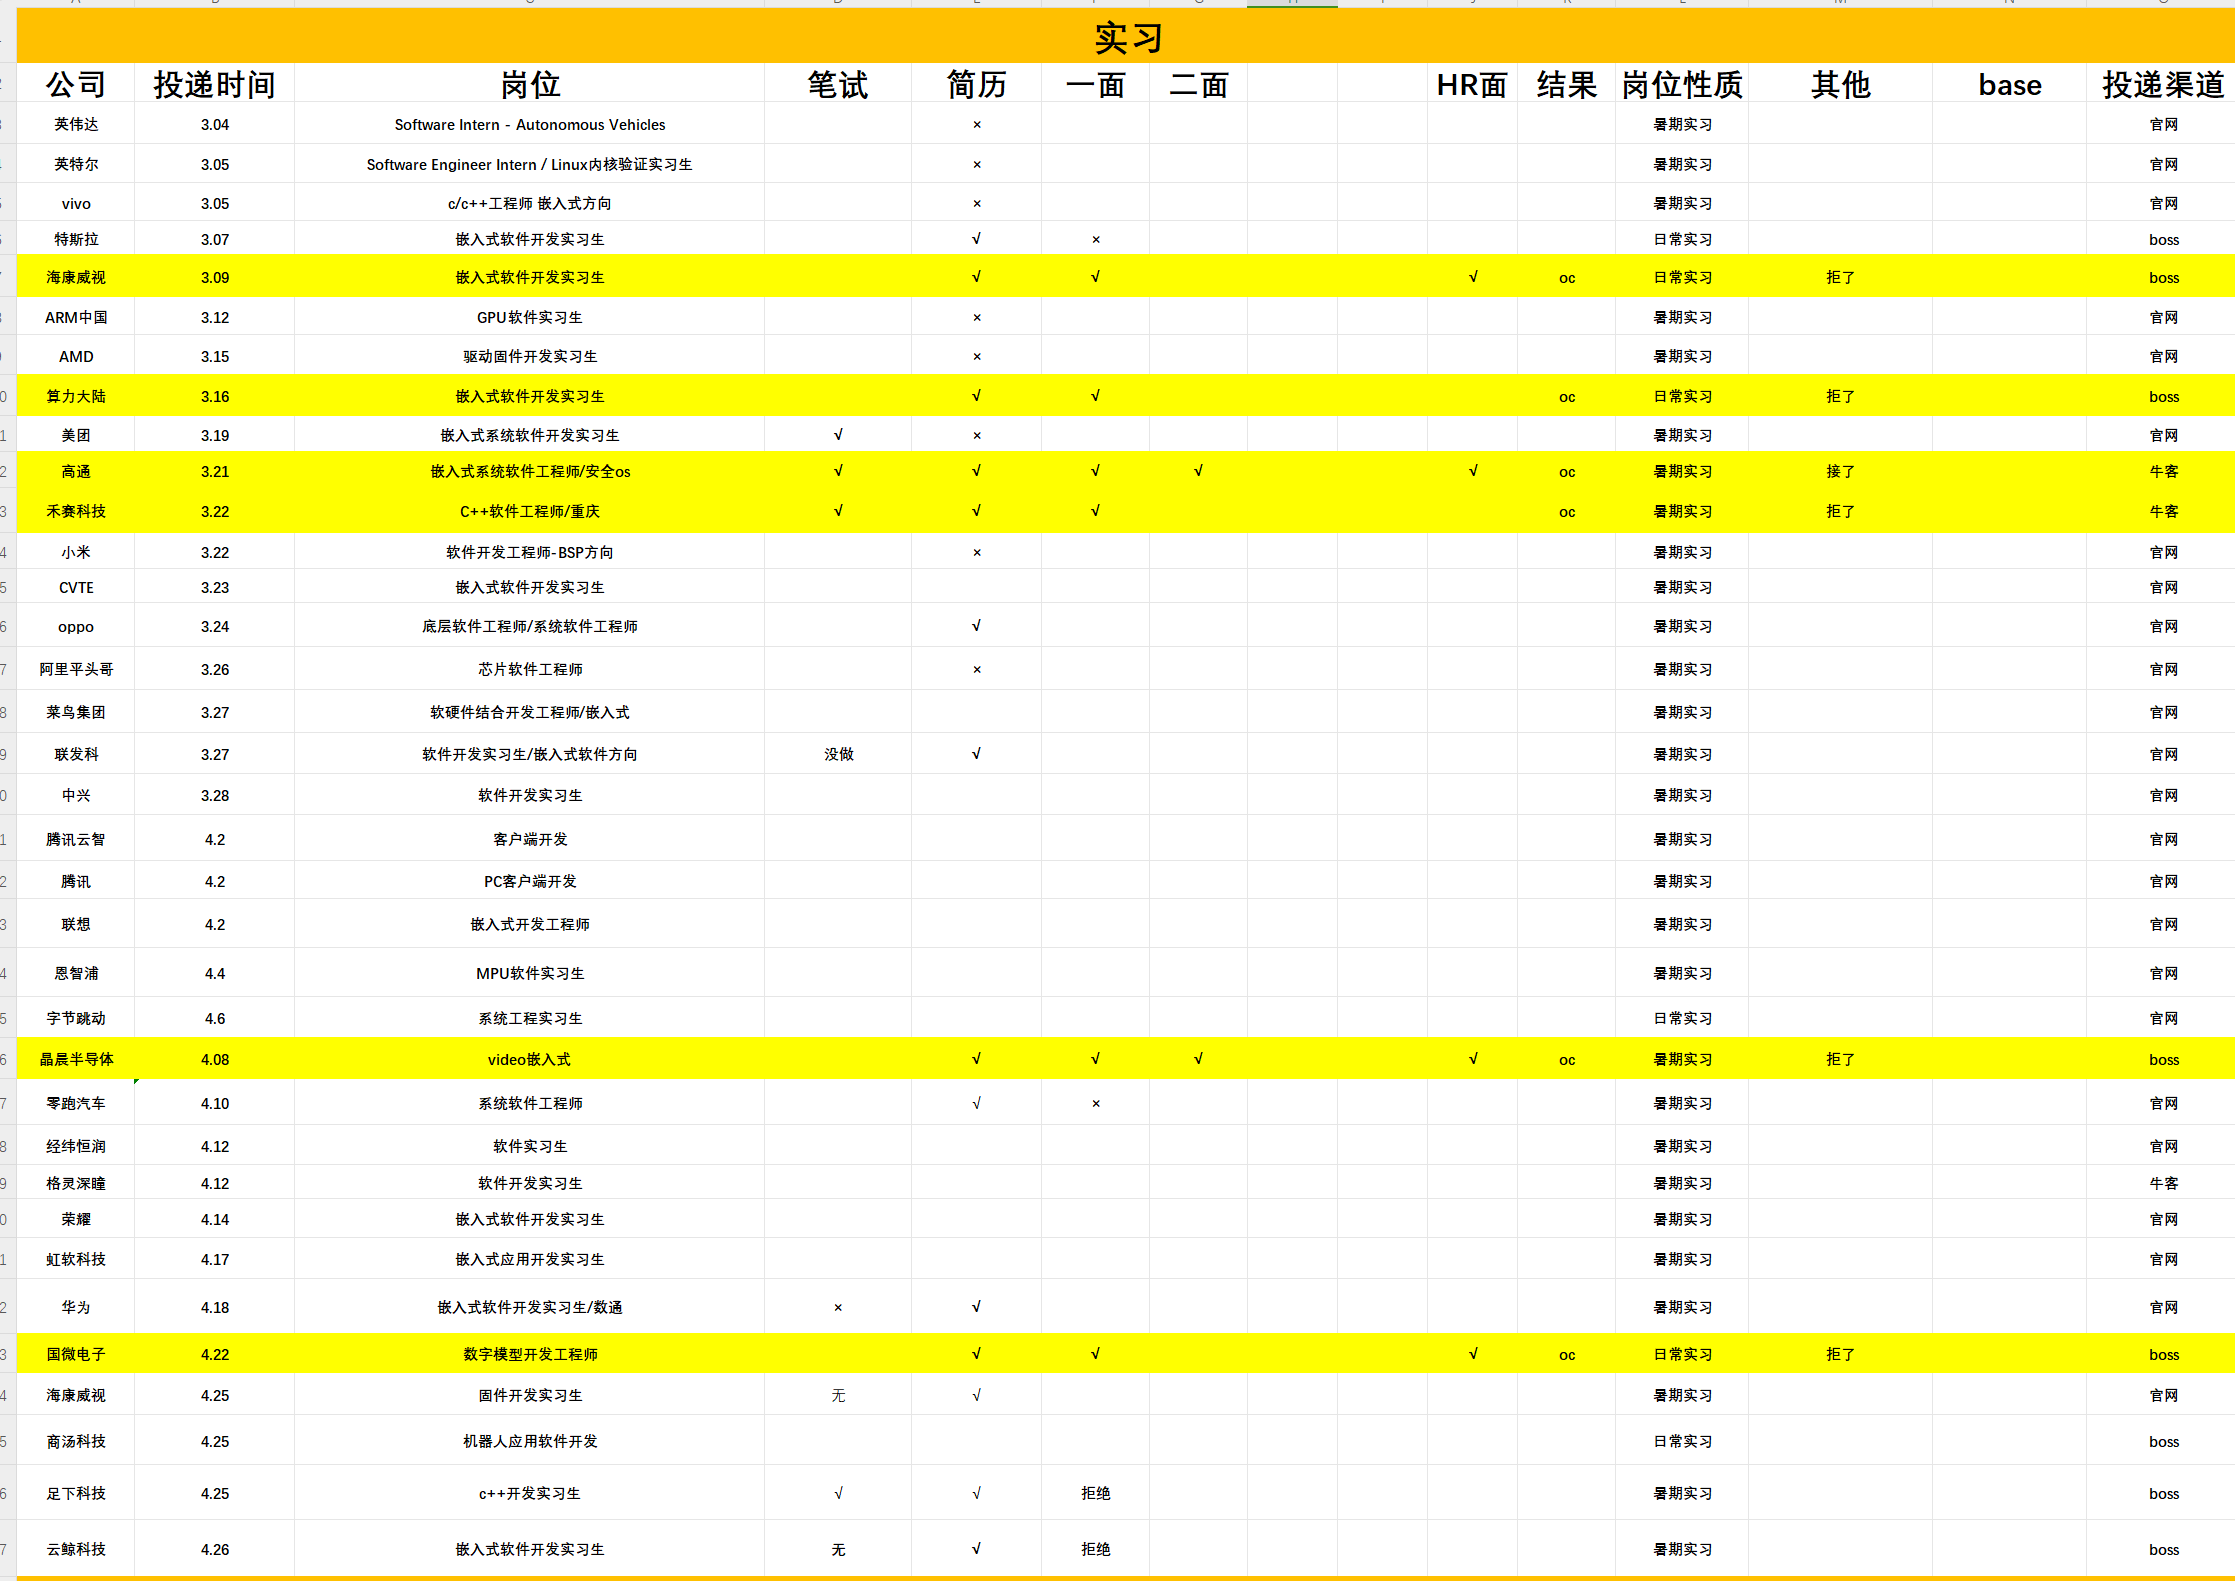 实习
公司 投递时间 岗位 笔试 简历 一面 二面 HR面 结果 岗位性质 其他 base 投递渠道
英伟达 3.04 Software Intern - Autonomous Vehicles × 暑期实习 官网
英特尔 3.05 Software Engineer Intern / Linux内核验证实习生 × 暑期实习 官网
vivo 3.05 c/c++工程师 嵌入式方向 × 暑期实习 官网
特斯拉 3.07 嵌入式软件开发实习生 √ × 日常实习 boss
海康威视 3.09 嵌入式软件开发实习生 √ √ √ oc 日常实习 拒了 boss
ARM中国 3.12 GPU软件实习生 × 暑期实习 官网
AMD 3.15 驱动固件开发实习生 × 暑期实习 官网
算力大陆 3.16 嵌入式软件开发实习生 √ √ oc 日常实习 拒了 boss
美团 3.19 嵌入式系统软件开发实习生 √ × 暑期实习 官网
高通 3.21 嵌入式系统软件工程师/安全os √ √ √ √ √ oc 暑期实习 接了 牛客
禾赛科技 3.22 C++软件工程师/重庆 √ √ √ oc 暑期实习 拒了 牛客
小米 3.22 软件开发工程师-BSP方向 × 暑期实习 官网
CVTE 3.23 嵌入式软件开发实习生 暑期实习 官网
oppo 3.24 底层软件工程师/系统软件工程师 √ 暑期实习 官网
阿里平头哥 3.26 芯片软件工程师 × 暑期实习 官网
菜鸟集团 3.27 软硬件结合开发工程师/嵌入式 暑期实习 官网
联发科 3.27 软件开发实习生/嵌入式软件方向 没做 √ 暑期实习 官网
中兴 3.28 软件开发实习生 暑期实习 官网
腾讯云智 4.2 客户端开发 暑期实习 官网
腾讯 4.2 PC客户端开发 暑期实习 官网
联想 4.2 嵌入式开发工程师 暑期实习 官网
恩智浦 4.4 MPU软件实习生 暑期实习 官网
字节跳动 4.6 系统工程实习生 日常实习 官网
晶晨半导体 4.08 video嵌入式 √ √ √ √ oc 暑期实习 拒了 boss
零跑汽车 4.10 系统软件工程师 √ × 暑期实习 官网
经纬恒润 4.12 软件实习生 暑期实习 官网
格灵深瞳 4.12 软件开发实习生 暑期实习 牛客
荣耀 4.14 嵌入式软件开发实习生 暑期实习 官网
虹软科技 4.17 嵌入式应用开发实习生 暑期实习 官网
华为 4.18 嵌入式软件开发实习生/数通 × √ 暑期实习 官网
国微电子 4.22 数字模型开发工程师 √ √ √ oc 日常实习 拒了 boss
海康威视 4.25 固件开发实习生 无 √ 暑期实习 官网
商汤科技 4.25 机器人应用软件开发 日常实习 boss
足下科技 4.25 c++开发实习生 √ √ 拒绝 暑期实习 boss
云鲸科技 4.26 嵌入式软件开发实习生 无 √ 拒绝 暑期实习 boss